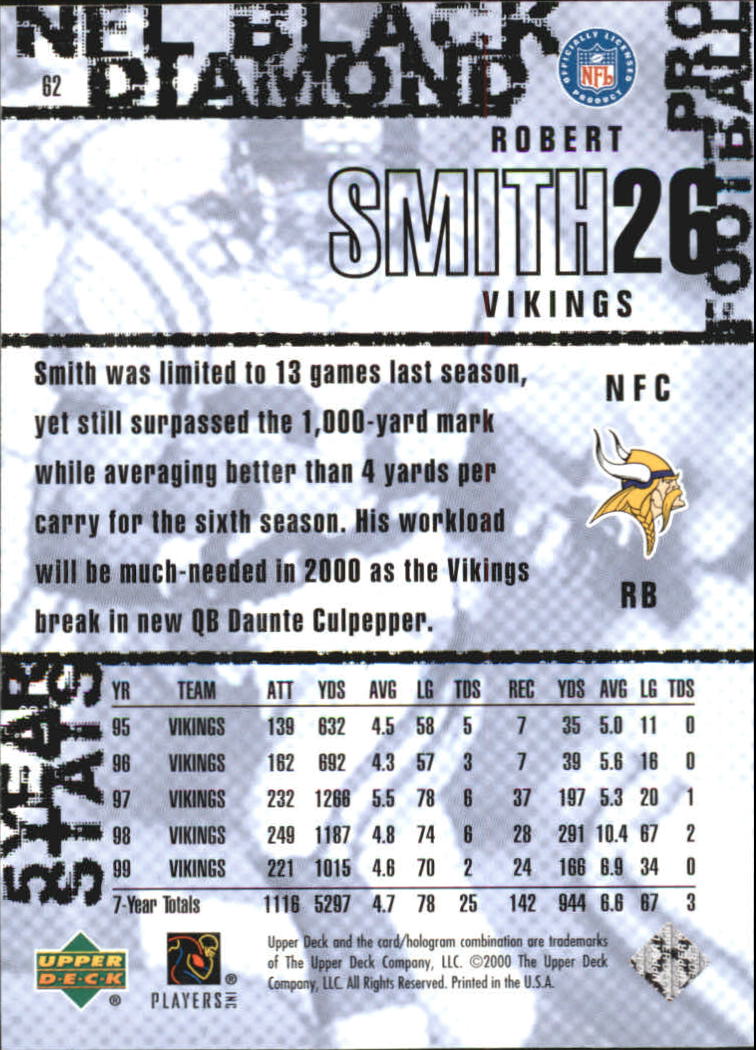 NFL BLACK
DIAMOND
62
PRO
FOOTBALL
OFFICIALLY LICENSED
NFL
PRODUCT
ROBERT
SMITH 26
VIKINGS
Smith was limited to 13 games last season,
yet still surpassed the 1,000-yard mark
while averaging better than 4 yards per
carry for the sixth season. His workload
will be much-needed in 2000 as the Vikings
break in new QB Daunte Culpepper.
NFC
RB
5 YEAR
STATS
YR TEAM ATT YDS AVG LG TDS REC YDS AVG LG TDS
95 VIKINGS 139 632 4.5 58 5 7 35 5.0 11 0
96 VIKINGS 162 692 4.3 57 3 7 39 5.6 16 0
97 VIKINGS 232 1266 5.5 78 6 37 197 5.3 20 1
98 VIKINGS 249 1187 4.8 74 6 28 291 10.4 67 2
99 VIKINGS 221 1015 4.6 70 2 24 166 6.9 34 0
7-Year Totals 1116 5297 4.7 78 25 142 944 6.6 67 3
UPPER
D·E·C·K
®
PLAYERS INC
®
Upper Deck and the card/hologram combination are trademarks
of The Upper Deck Company, LLC. ©2000 The Upper Deck
Company, LLC. All Rights Reserved. Printed in the U.S.A.